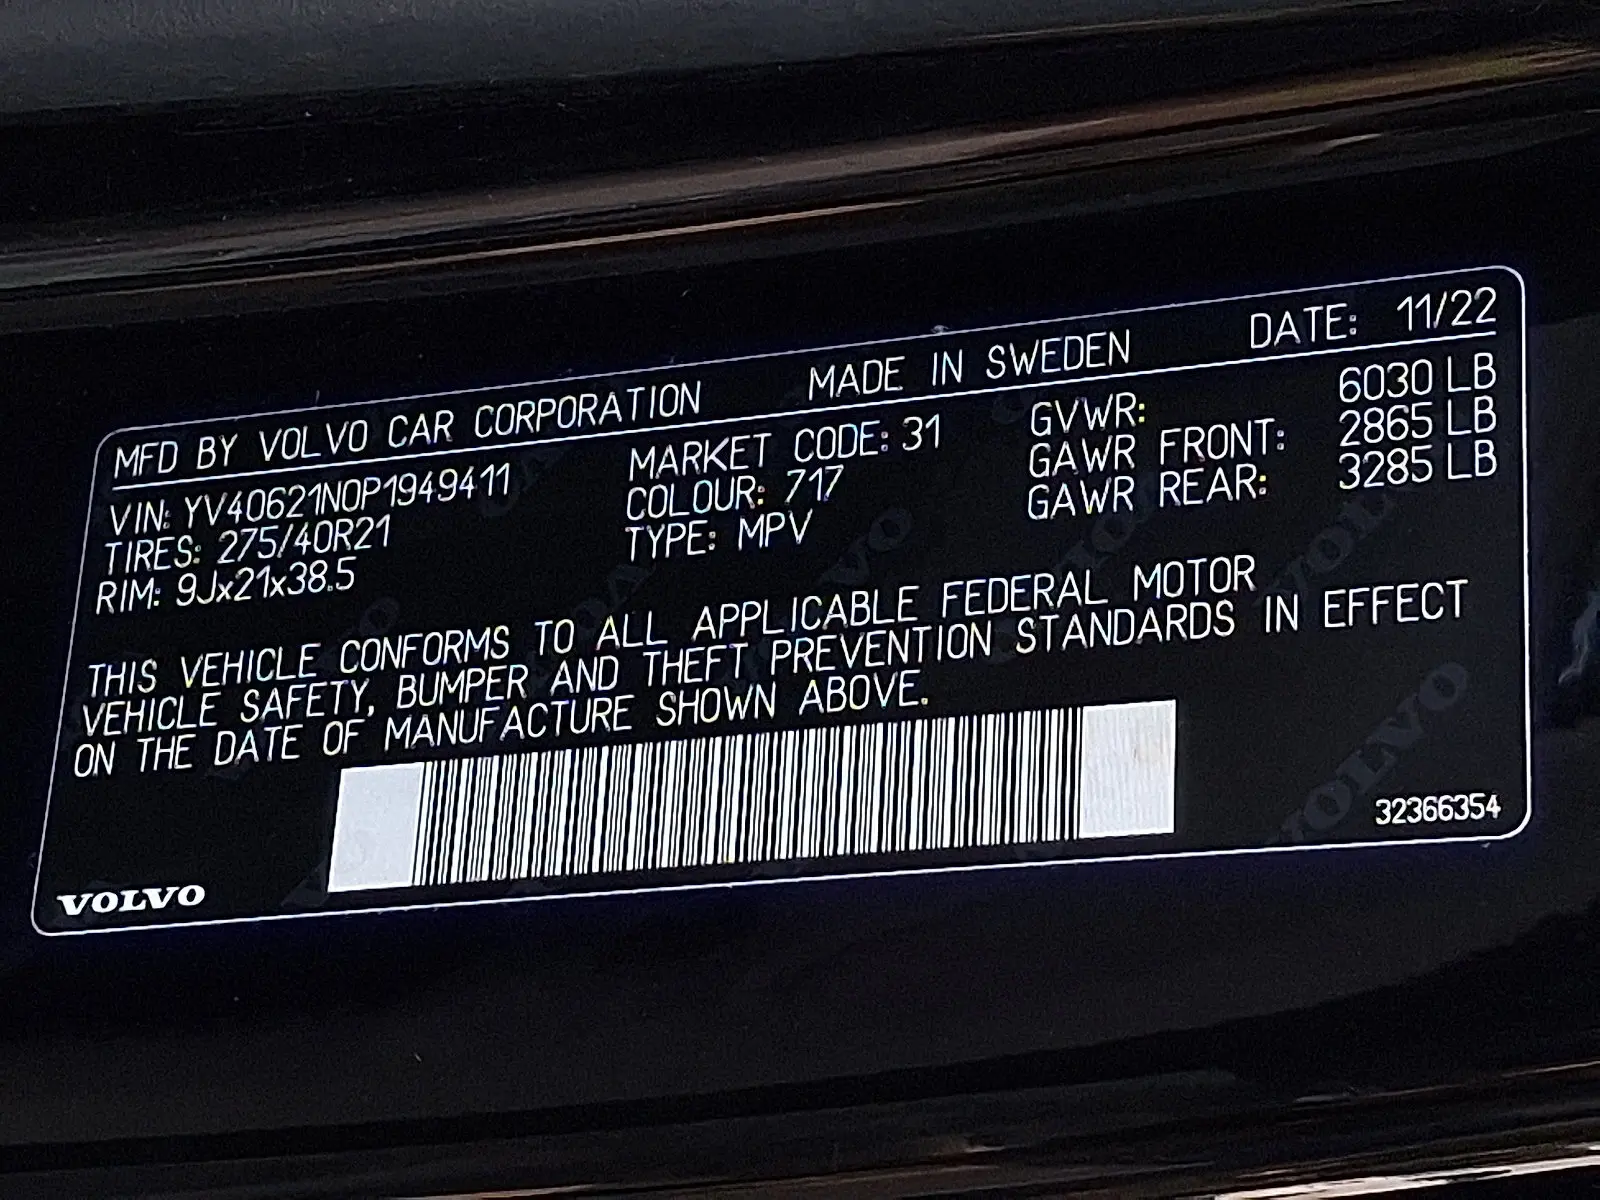 MFD BY VOLVO CAR CORPORATION MADE IN SWEDEN DATE: 11/22
VIN: YV40621N0P1949411 MARKET CODE: 31 GVWR: 6030 LB
TIRES: 275/40R21 COLOUR: 717 GAWR FRONT: 2865 LB
RIM: 9Jx21x38.5 TYPE: MPV GAWR REAR: 3285 LB
THIS VEHICLE CONFORMS TO ALL APPLICABLE FEDERAL MOTOR
VEHICLE SAFETY, BUMPER AND THEFT PREVENTION STANDARDS IN EFFECT
ON THE DATE OF MANUFACTURE SHOWN ABOVE.
32366354
VOLVO